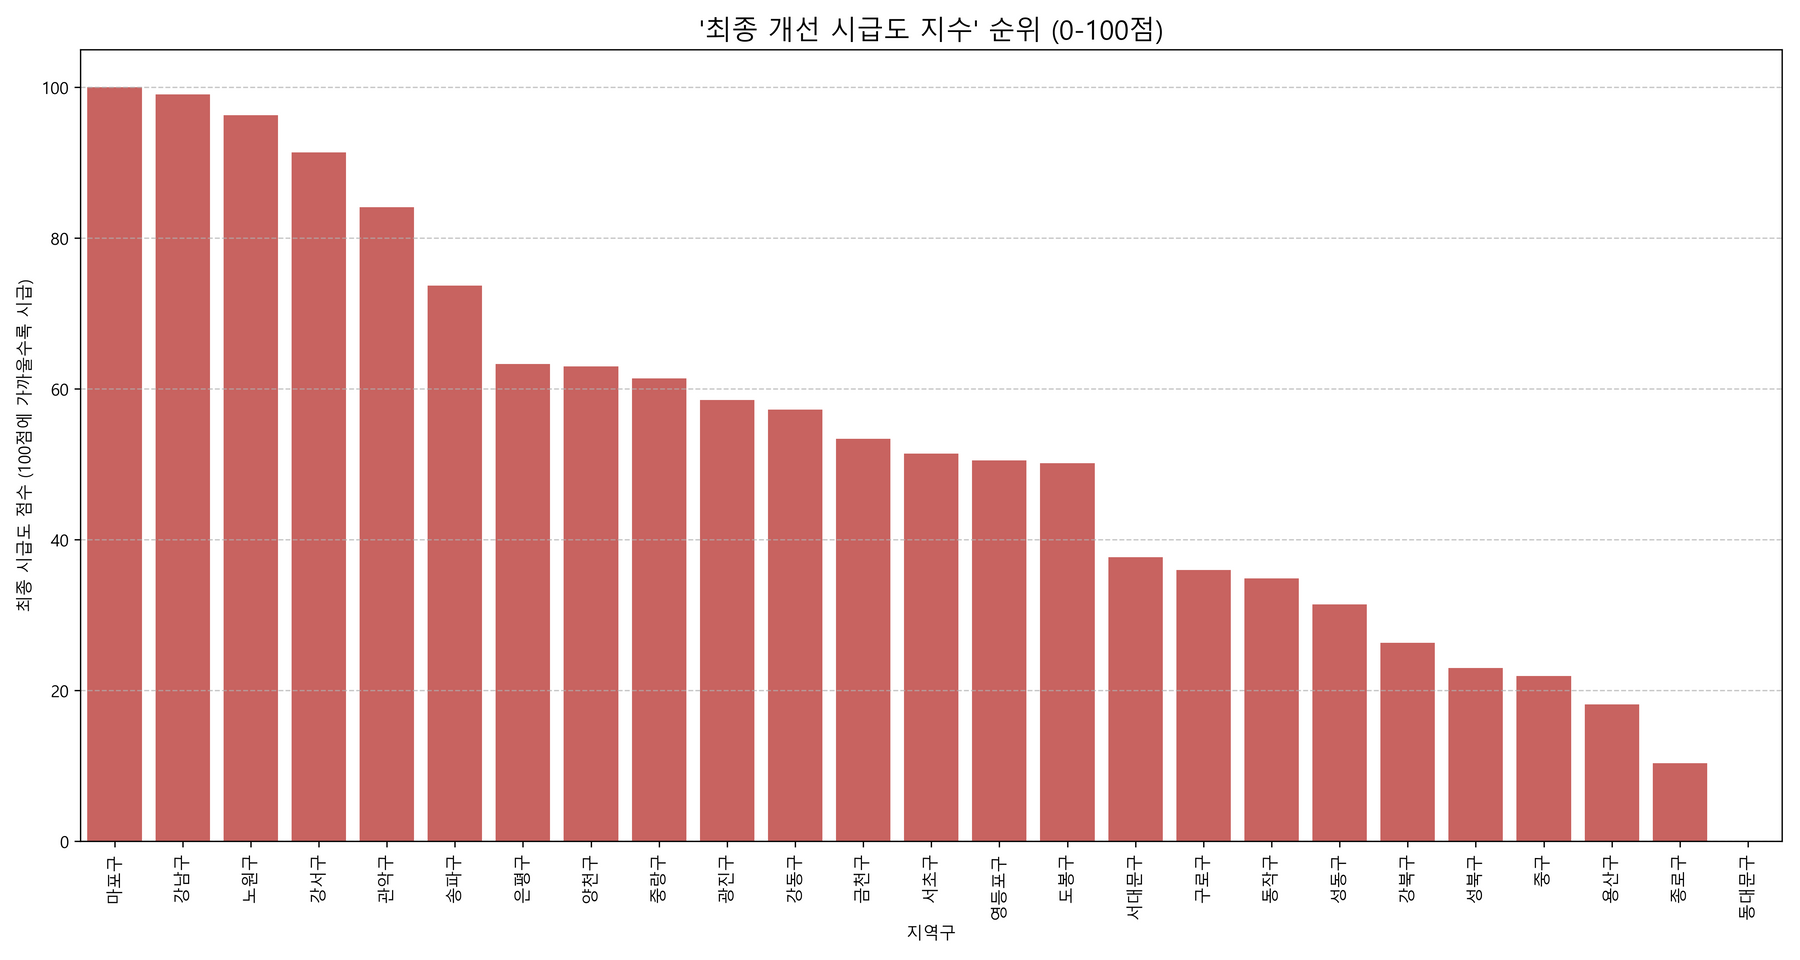 '최종 개선 시급도 지수' 순위 (0-100점)
최종 시급도 점수 (100점에 가까울수록 시급)
100
80
60
40
20
0
마포구
강남구
노원구
강서구
관악구
송파구
은평구
양천구
중랑구
광진구
강동구
금천구
서초구
영등포구
도봉구
서대문구
구로구
동작구
성동구
강북구
성북구
중구
용산구
종로구
동대문구
지역구